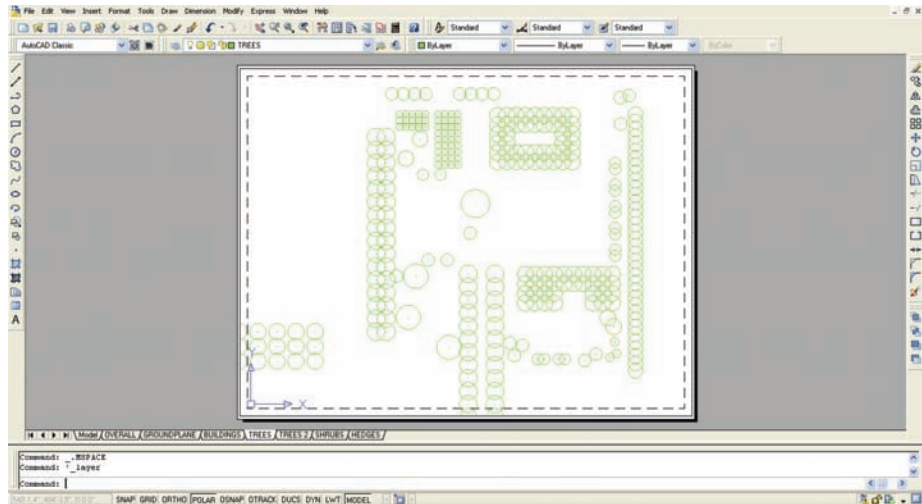 File Edit View Insert Format Tools Draw Dimension Modify Express Window Help
Standard Standard Standard
AutoCAD Classic TREES ByLayer ByLayer ByLayer ByColor
Y
X
Model OVERALL GROUNDPLANE BUILDINGS TREES TREES 2 SHRUBS HEDGES
Command: _.MSPACE
Command: '_layer
Command:
SNAP GRID ORTHO POLAR OSNAP OTRACK DUCS DYN LWT MODEL